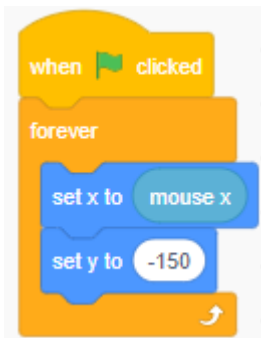 when clicked
forever
set x to mouse x
set y to -150